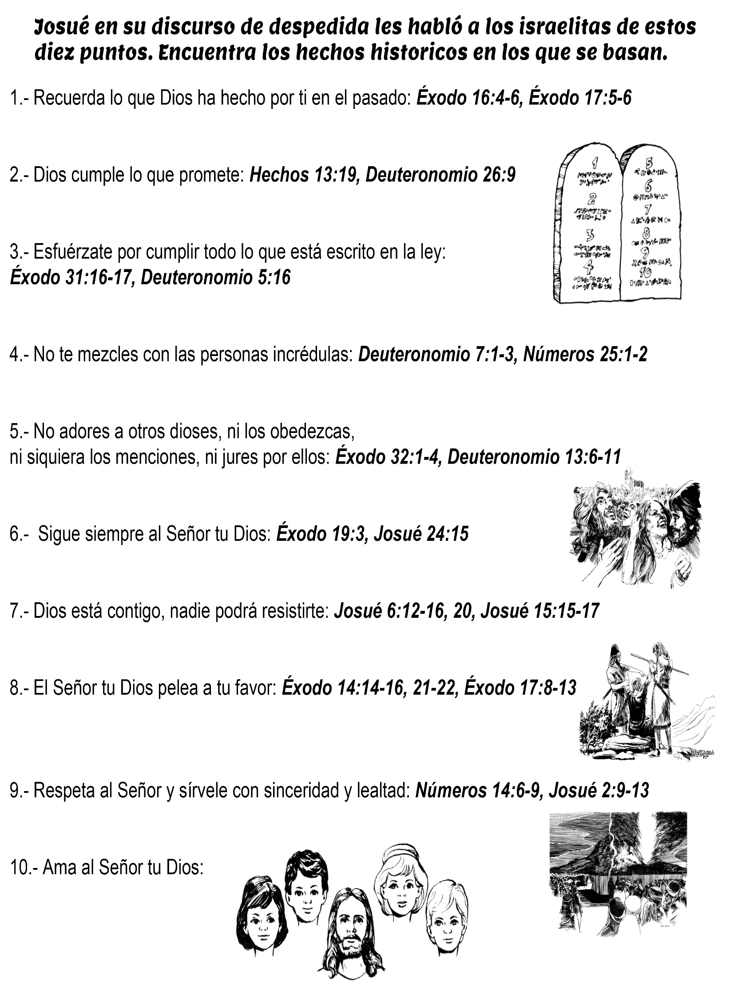 Josué en su discurso de despedida les habló a los israelitas de estos
diez puntos. Encuentra los hechos historicos en los que se basan.
1.- Recuerda lo que Dios ha hecho por ti en el pasado: Éxodo 16:4-6, Éxodo 17:5-6
2.- Dios cumple lo que promete: Hechos 13:19, Deuteronomio 26:9
1
2
3
4
5
6
7
8
9
10
3.- Esfuérzate por cumplir todo lo que está escrito en la ley:
Éxodo 31:16-17, Deuteronomio 5:16
4.- No te mezcles con las personas incrédulas: Deuteronomio 7:1-3, Números 25:1-2
5.- No adores a otros dioses, ni los obedezcas,
ni siquiera los menciones, ni jures por ellos: Éxodo 32:1-4, Deuteronomio 13:6-11
6.-  Sigue siempre al Señor tu Dios: Éxodo 19:3, Josué 24:15
7.- Dios está contigo, nadie podrá resistirte: Josué 6:12-16, 20, Josué 15:15-17
8.- El Señor tu Dios pelea a tu favor: Éxodo 14:14-16, 21-22, Éxodo 17:8-13
9.- Respeta al Señor y sírvele con sinceridad y lealtad: Números 14:6-9, Josué 2:9-13
10.- Ama al Señor tu Dios: